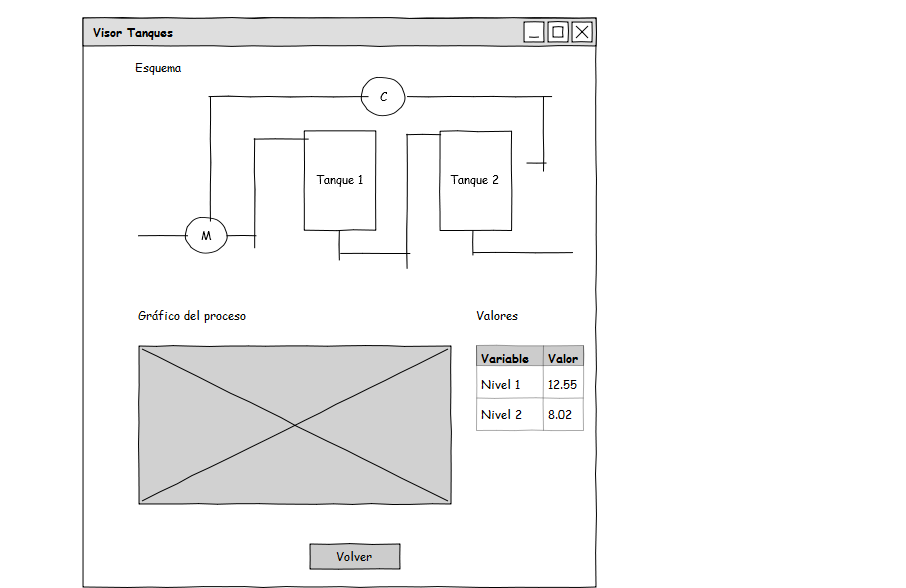 Visor Tanques
Esquema
C
Tanque 1
Tanque 2
M
Gráfico del proceso
Valores
Variable Valor
Nivel 1 12.55
Nivel 2 8.02
Volver